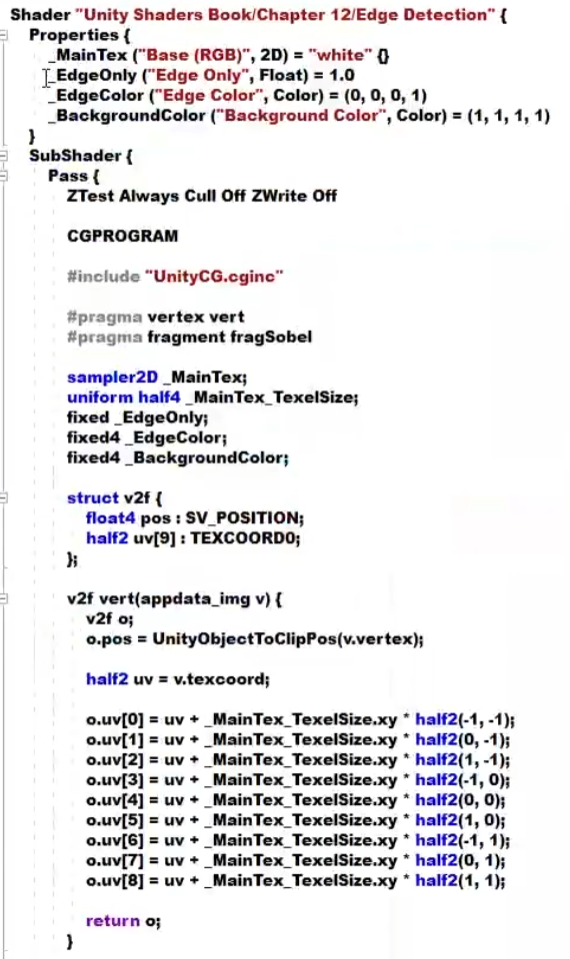 Shader "Unity Shaders Book/Chapter 12/Edge Detection" {
Properties {
_MainTex ("Base (RGB)", 2D) = "white" {}
_EdgeOnly ("Edge Only", Float) = 1.0
_EdgeColor ("Edge Color", Color) = (0, 0, 0, 1)
_BackgroundColor ("Background Color", Color) = (1, 1, 1, 1)
}
SubShader {
Pass {
ZTest Always Cull Off ZWrite Off
CGPROGRAM
#include "UnityCG.cginc"
#pragma vertex vert
#pragma fragment fragSobel
sampler2D _MainTex;
uniform half4 _MainTex_TexelSize;
fixed _EdgeOnly;
fixed4 _EdgeColor;
fixed4 _BackgroundColor;
struct v2f {
float4 pos : SV_POSITION;
half2 uv[9] : TEXCOORD0;
};
v2f vert(appdata_img v) {
v2f o;
o.pos = UnityObjectToClipPos(v.vertex);
half2 uv = v.texcoord;
o.uv[0] = uv + _MainTex_TexelSize.xy * half2(-1, -1);
o.uv[1] = uv + _MainTex_TexelSize.xy * half2(0, -1);
o.uv[2] = uv + _MainTex_TexelSize.xy * half2(1, -1);
o.uv[3] = uv + _MainTex_TexelSize.xy * half2(-1, 0);
o.uv[4] = uv + _MainTex_TexelSize.xy * half2(0, 0);
o.uv[5] = uv + _MainTex_TexelSize.xy * half2(1, 0);
o.uv[6] = uv + _MainTex_TexelSize.xy * half2(-1, 1);
o.uv[7] = uv + _MainTex_TexelSize.xy * half2(0, 1);
o.uv[8] = uv + _MainTex_TexelSize.xy * half2(1, 1);
return o;
}